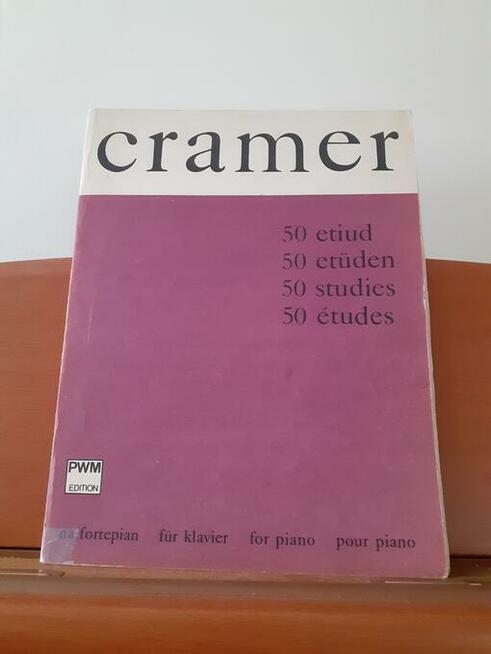 cramer
50 etiud
50 etüden
50 studies
50 études
PWM
EDITION
na fortepian für klavier for piano pour piano